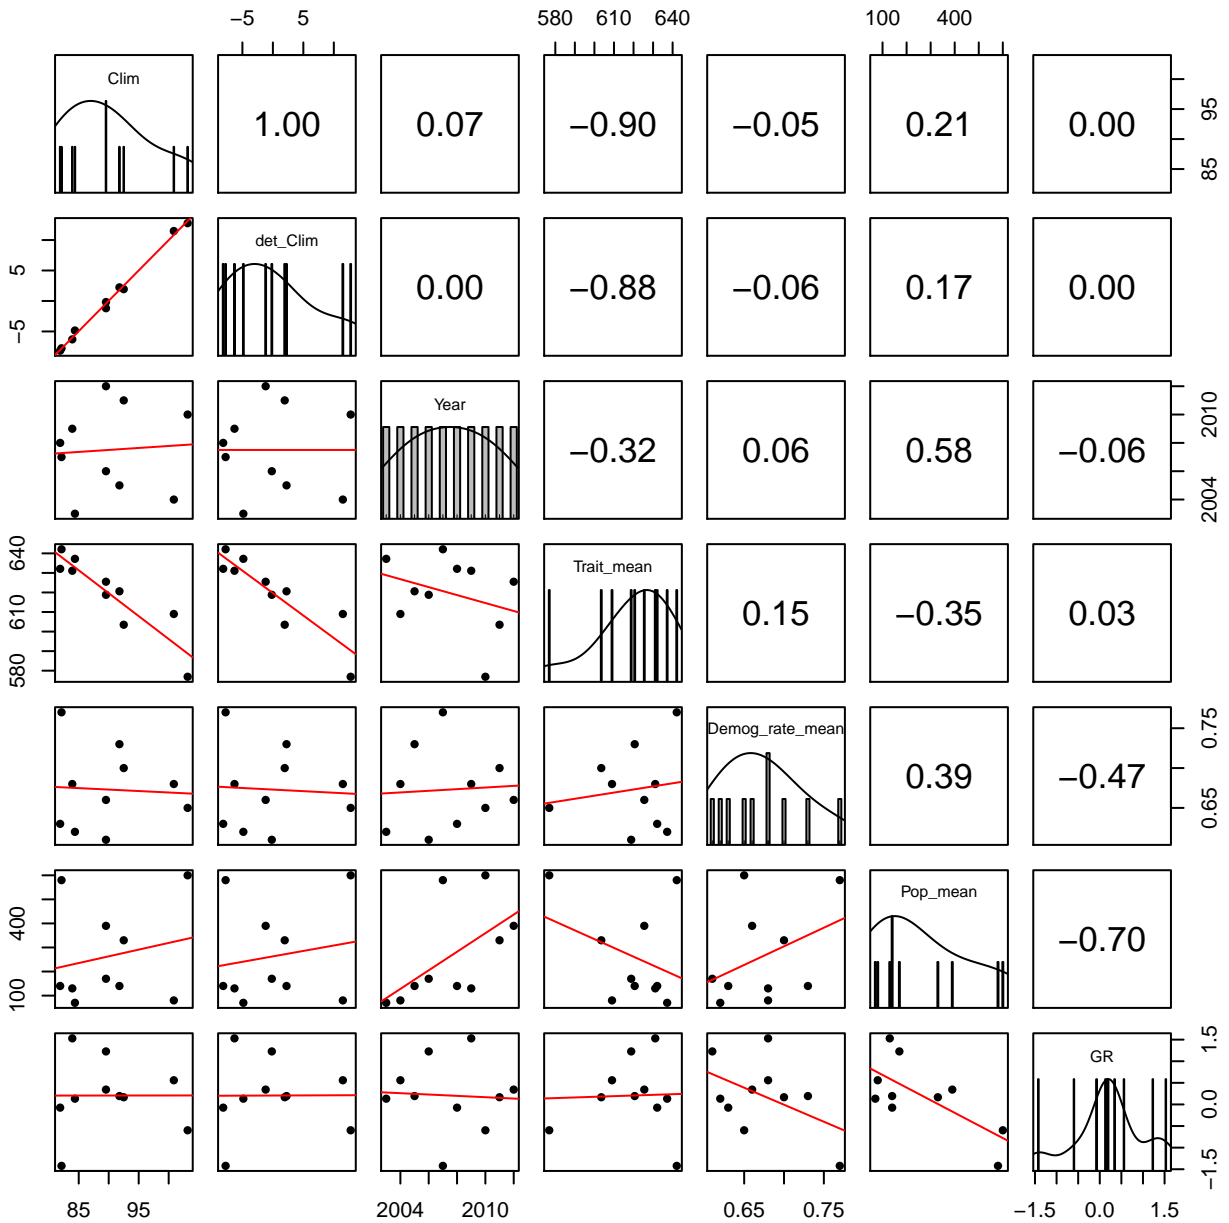 −5 5 580 610 640 100 400
Clim 1.00 0.07 −0.90 −0.05 0.21 0.00 85 95
−5 5 det_Clim 0.00 −0.88 −0.06 0.17 0.00
Year −0.32 0.06 0.58 −0.06 2004 2010
580 610 640 Trait_mean 0.15 −0.35 0.03
Demog_rate_mean 0.39 −0.47 0.65 0.75
100 400 Pop_mean −0.70
GR −1.5 0.0 1.5
85 95 2004 2010 0.65 0.75 −1.5 0.0 1.5